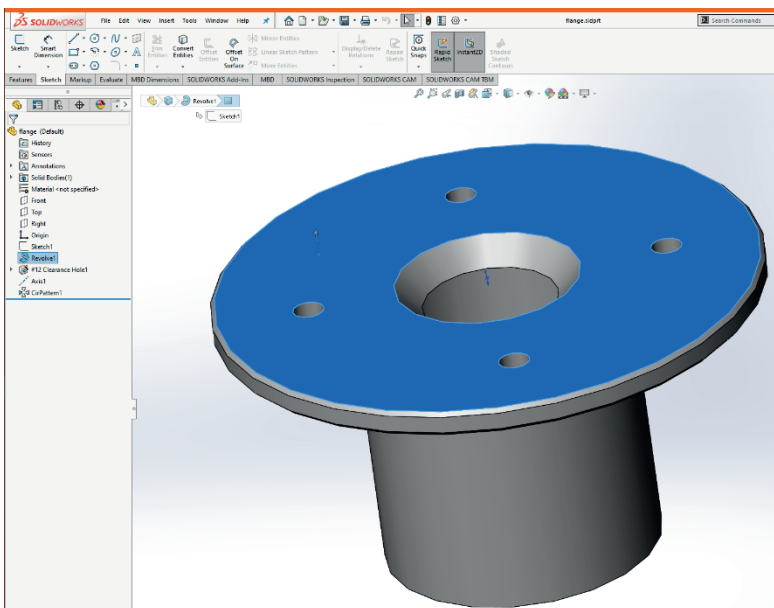 SOLIDWORKS File Edit View Insert Tools Window Help flange.sldprt Search Commands
Sketch Smart Dimension Trim Entities Convert Entities Offset Entities Offset On Surface Mirror Entities Linear Sketch Pattern Move Entities Display/Delete Relations Repair Sketch Quick Snaps Rapid Sketch Instant2D Shaded Sketch Contours
Features Sketch Markup Evaluate MBD Dimensions SOLIDWORKS Add-Ins MBD SOLIDWORKS Inspection SOLIDWORKS CAM SOLIDWORKS CAM TBM
Revolve1
Sketch1
flange (Default)
History
Sensors
Annotations
Solid Bodies(1)
Material <not specified>
Front
Top
Right
Origin
Sketch1
Revolve1
#12 Clearance Hole1
Axis1
CirPattern1